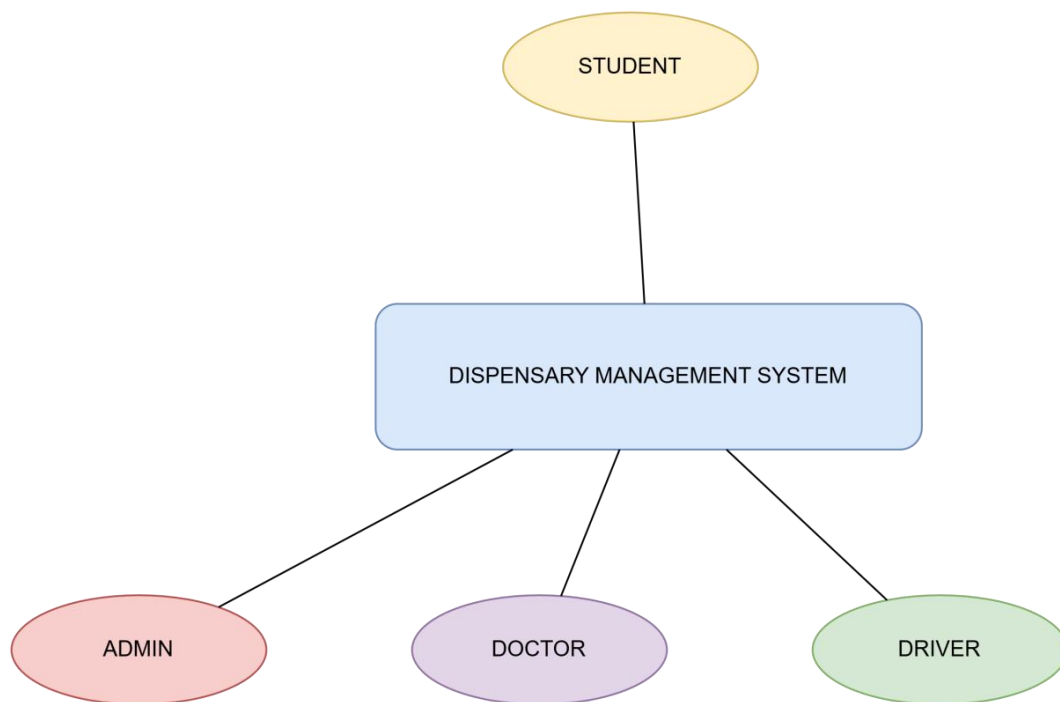 STUDENT
DISPENSARY MANAGEMENT SYSTEM
ADMIN
DOCTOR
DRIVER